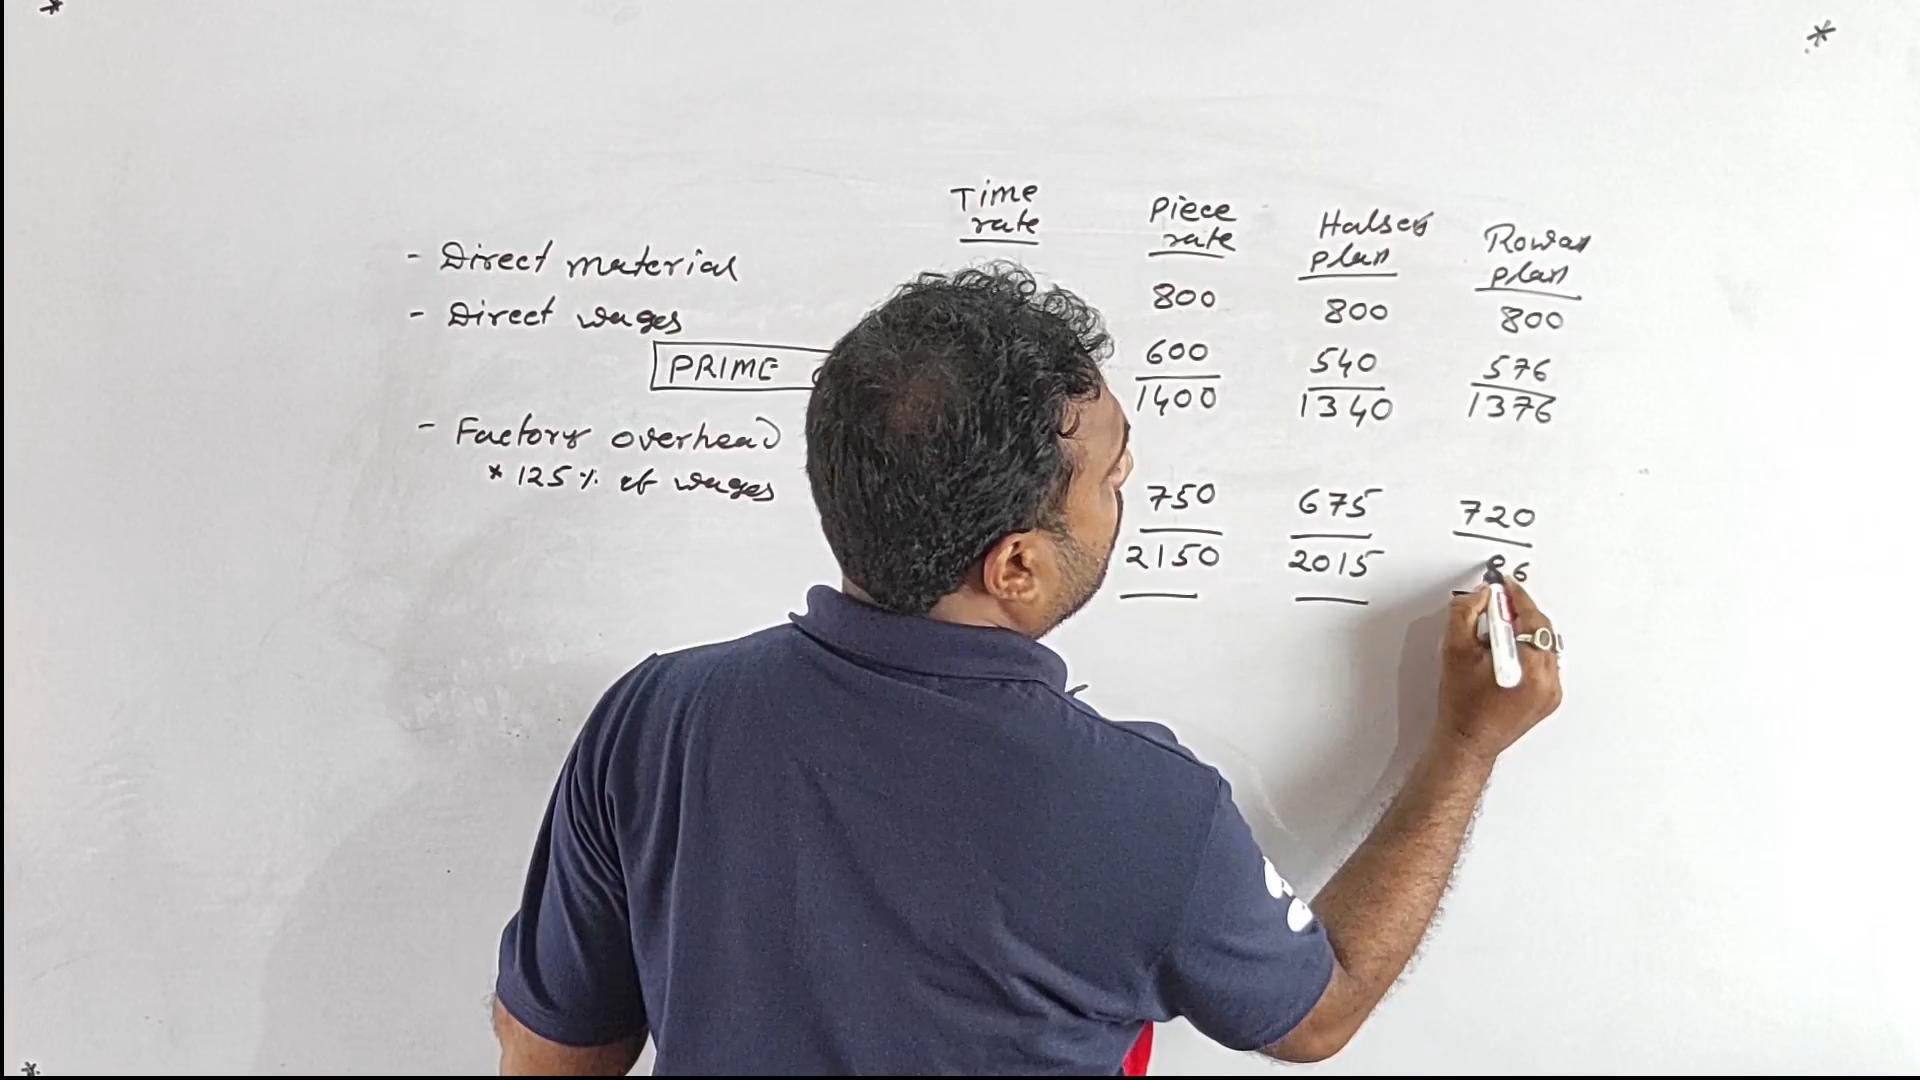 Time rate
Piece rate
Halsey plan
Rowan plan
- Direct material 800 800 800
- Direct wages 600 540 576
PRIME 1400 1340 1376
- Factory overhead
* 125% of wages 750 675 720
2150 2015 96